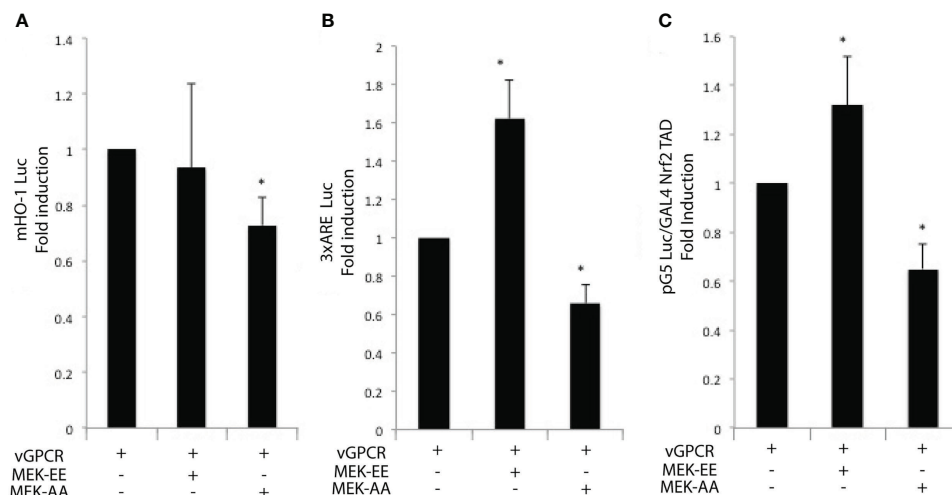 A
mHO-1 Luc
Fold induction
1.4
1.2
1
0.8
0.6
0.4
0.2
0
*
vGPCR + + +
MEK-EE - + -
MEK-AA - - +
B
3xARE Luc
Fold induction
2
1.8
1.6
1.4
1.2
1
0.8
0.6
0.4
0.2
0
*
*
vGPCR + + +
MEK-EE - + -
MEK-AA - - +
C
pG5 Luc/GAL4 Nrf2 TAD
Fold Induction
1.6
1.4
1.2
1
0.8
0.6
0.4
0.2
0
*
*
vGPCR + + +
MEK-EE - + -
MEK-AA - - +